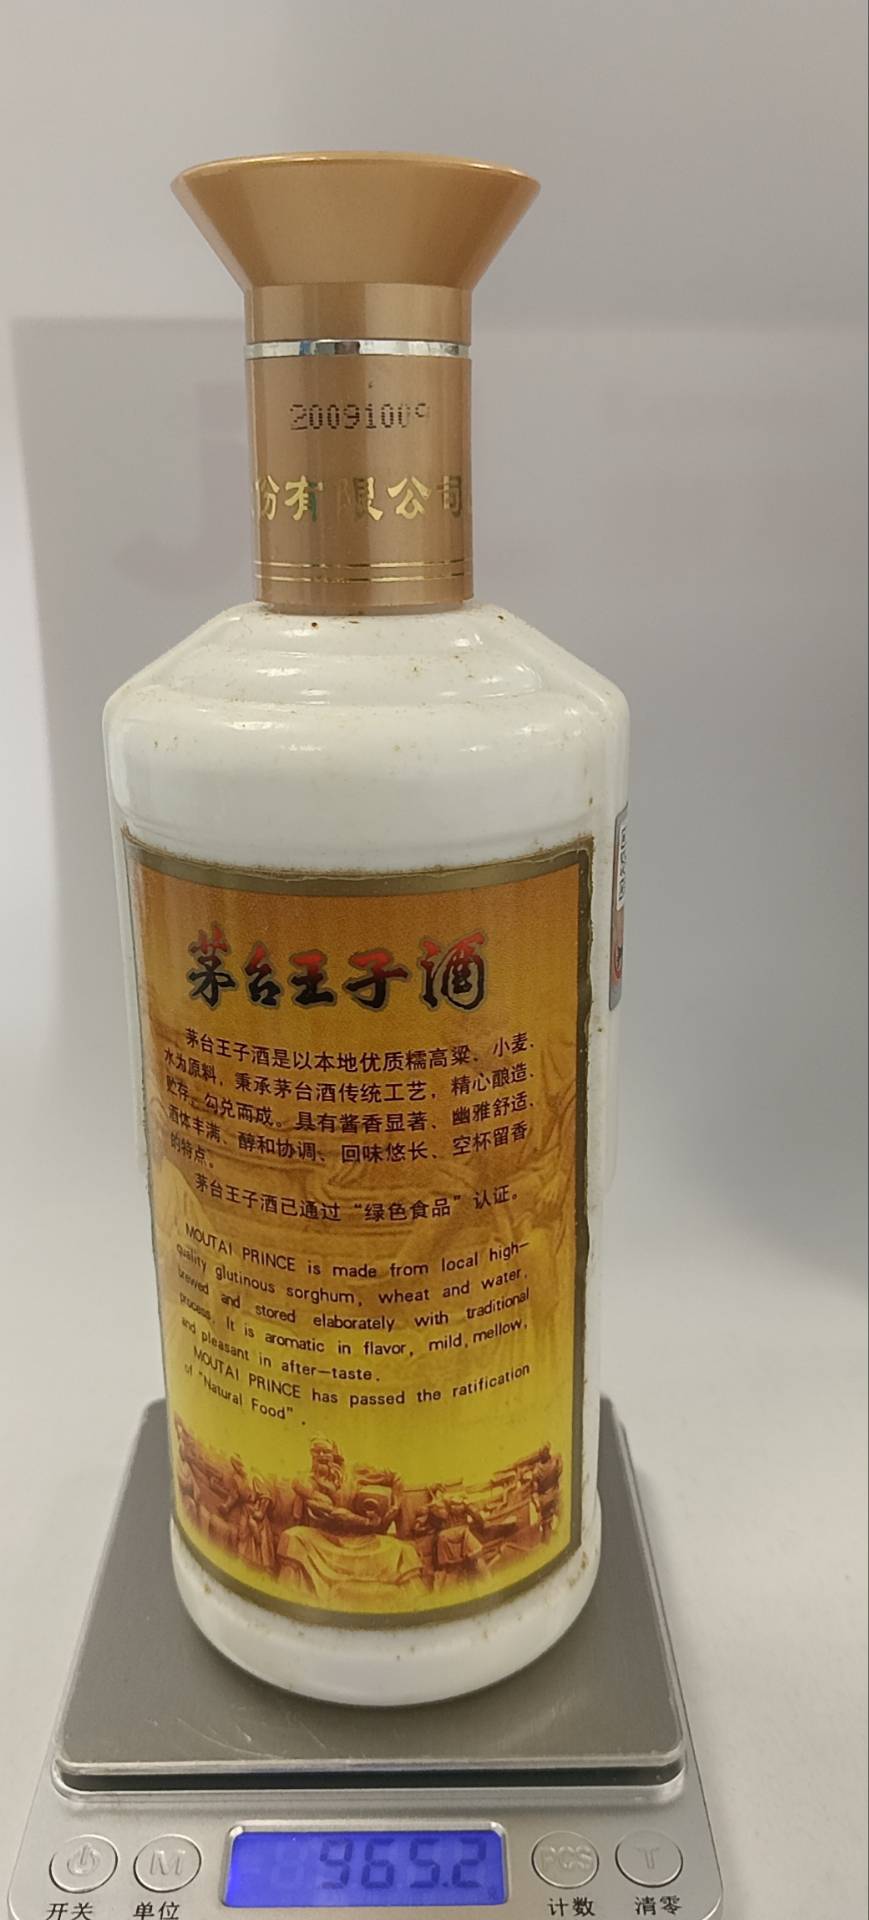 20091009
份有限公司
茅台王子酒
茅台王子酒是以本地优质糯高粱、小麦、
水为原料，秉承茅台酒传统工艺，精心酿造、
贮存、勾兑而成。具有酱香显著、幽雅舒适、
酒体丰满、醇和协调、回味悠长、空杯留香
的特点。
茅台王子酒已通过“绿色食品”认证。
MOUTAI PRINCE is made from local high-
quality glutinous sorghum, wheat and water,
brewed and stored elaborately with traditional
process. It is aromatic in flavor, mild, mellow,
and pleasant in after-taste.
MOUTAI PRINCE has passed the ratification
of "Natural Food".
965.2
M PCS T
开关 单位 计数 清零